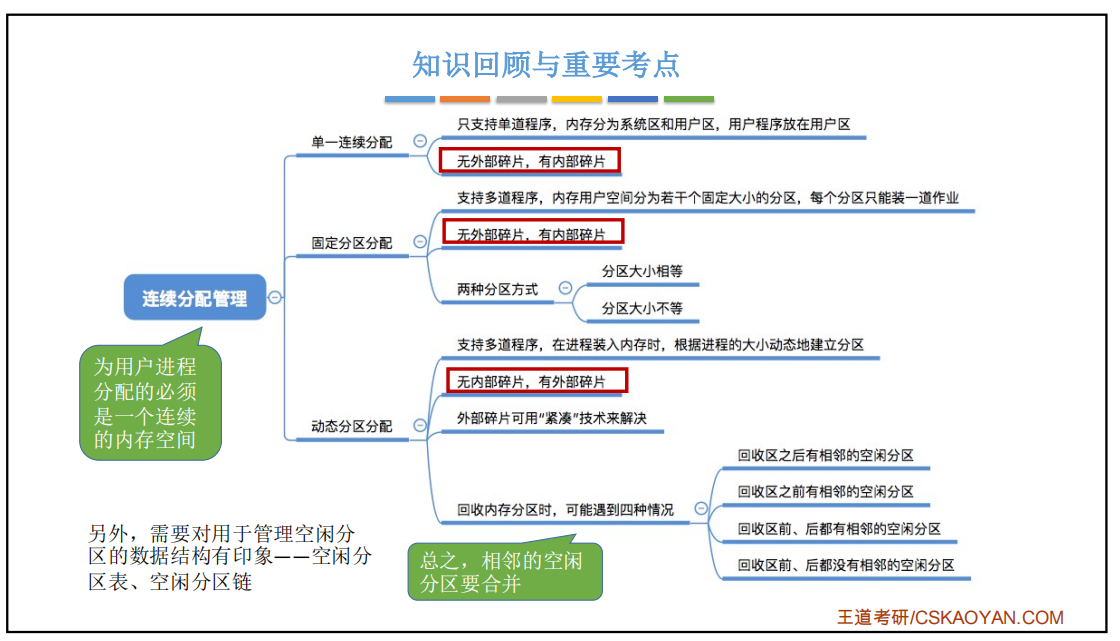 知识回顾与重要考点
单一连续分配
只支持单道程序，内存分为系统区和用户区，用户程序放在用户区
无外部碎片，有内部碎片
固定分区分配
支持多道程序，内存用户空间分为若干个固定大小的分区，每个分区只能装一道作业
无外部碎片，有内部碎片
两种分区方式
分区大小相等
分区大小不等
连续分配管理
为用户进程
分配的必须
是一个连续
的内存空间
动态分区分配
支持多道程序，在进程装入内存时，根据进程的大小动态地建立分区
无内部碎片，有外部碎片
外部碎片可用“紧凑”技术来解决
回收内存分区时，可能遇到四种情况
回收区之后有相邻的空闲分区
回收区之前有相邻的空闲分区
回收区前、后都有相邻的空闲分区
回收区前、后都没有相邻的空闲分区
总之，相邻的空闲
分区要合并
另外，需要对用于管理空闲分
区的数据结构有印象——空闲分
区表、空闲分区链
王道考研/CSKAOYAN.COM